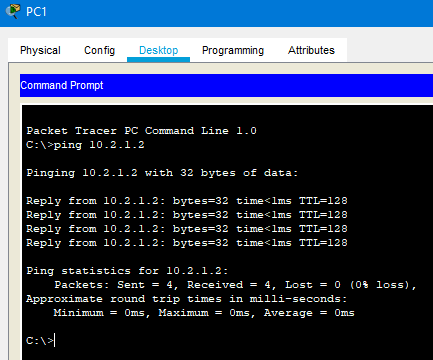 PC1
Physical Config Desktop Programming Attributes
Command Prompt
Packet Tracer PC Command Line 1.0
C:\>ping 10.2.1.2
Pinging 10.2.1.2 with 32 bytes of data:
Reply from 10.2.1.2: bytes=32 time<1ms TTL=128
Reply from 10.2.1.2: bytes=32 time<1ms TTL=128
Reply from 10.2.1.2: bytes=32 time<1ms TTL=128
Reply from 10.2.1.2: bytes=32 time<1ms TTL=128
Ping statistics for 10.2.1.2:
    Packets: Sent = 4, Received = 4, Lost = 0 (0% loss),
Approximate round trip times in milli-seconds:
    Minimum = 0ms, Maximum = 0ms, Average = 0ms
C:\>